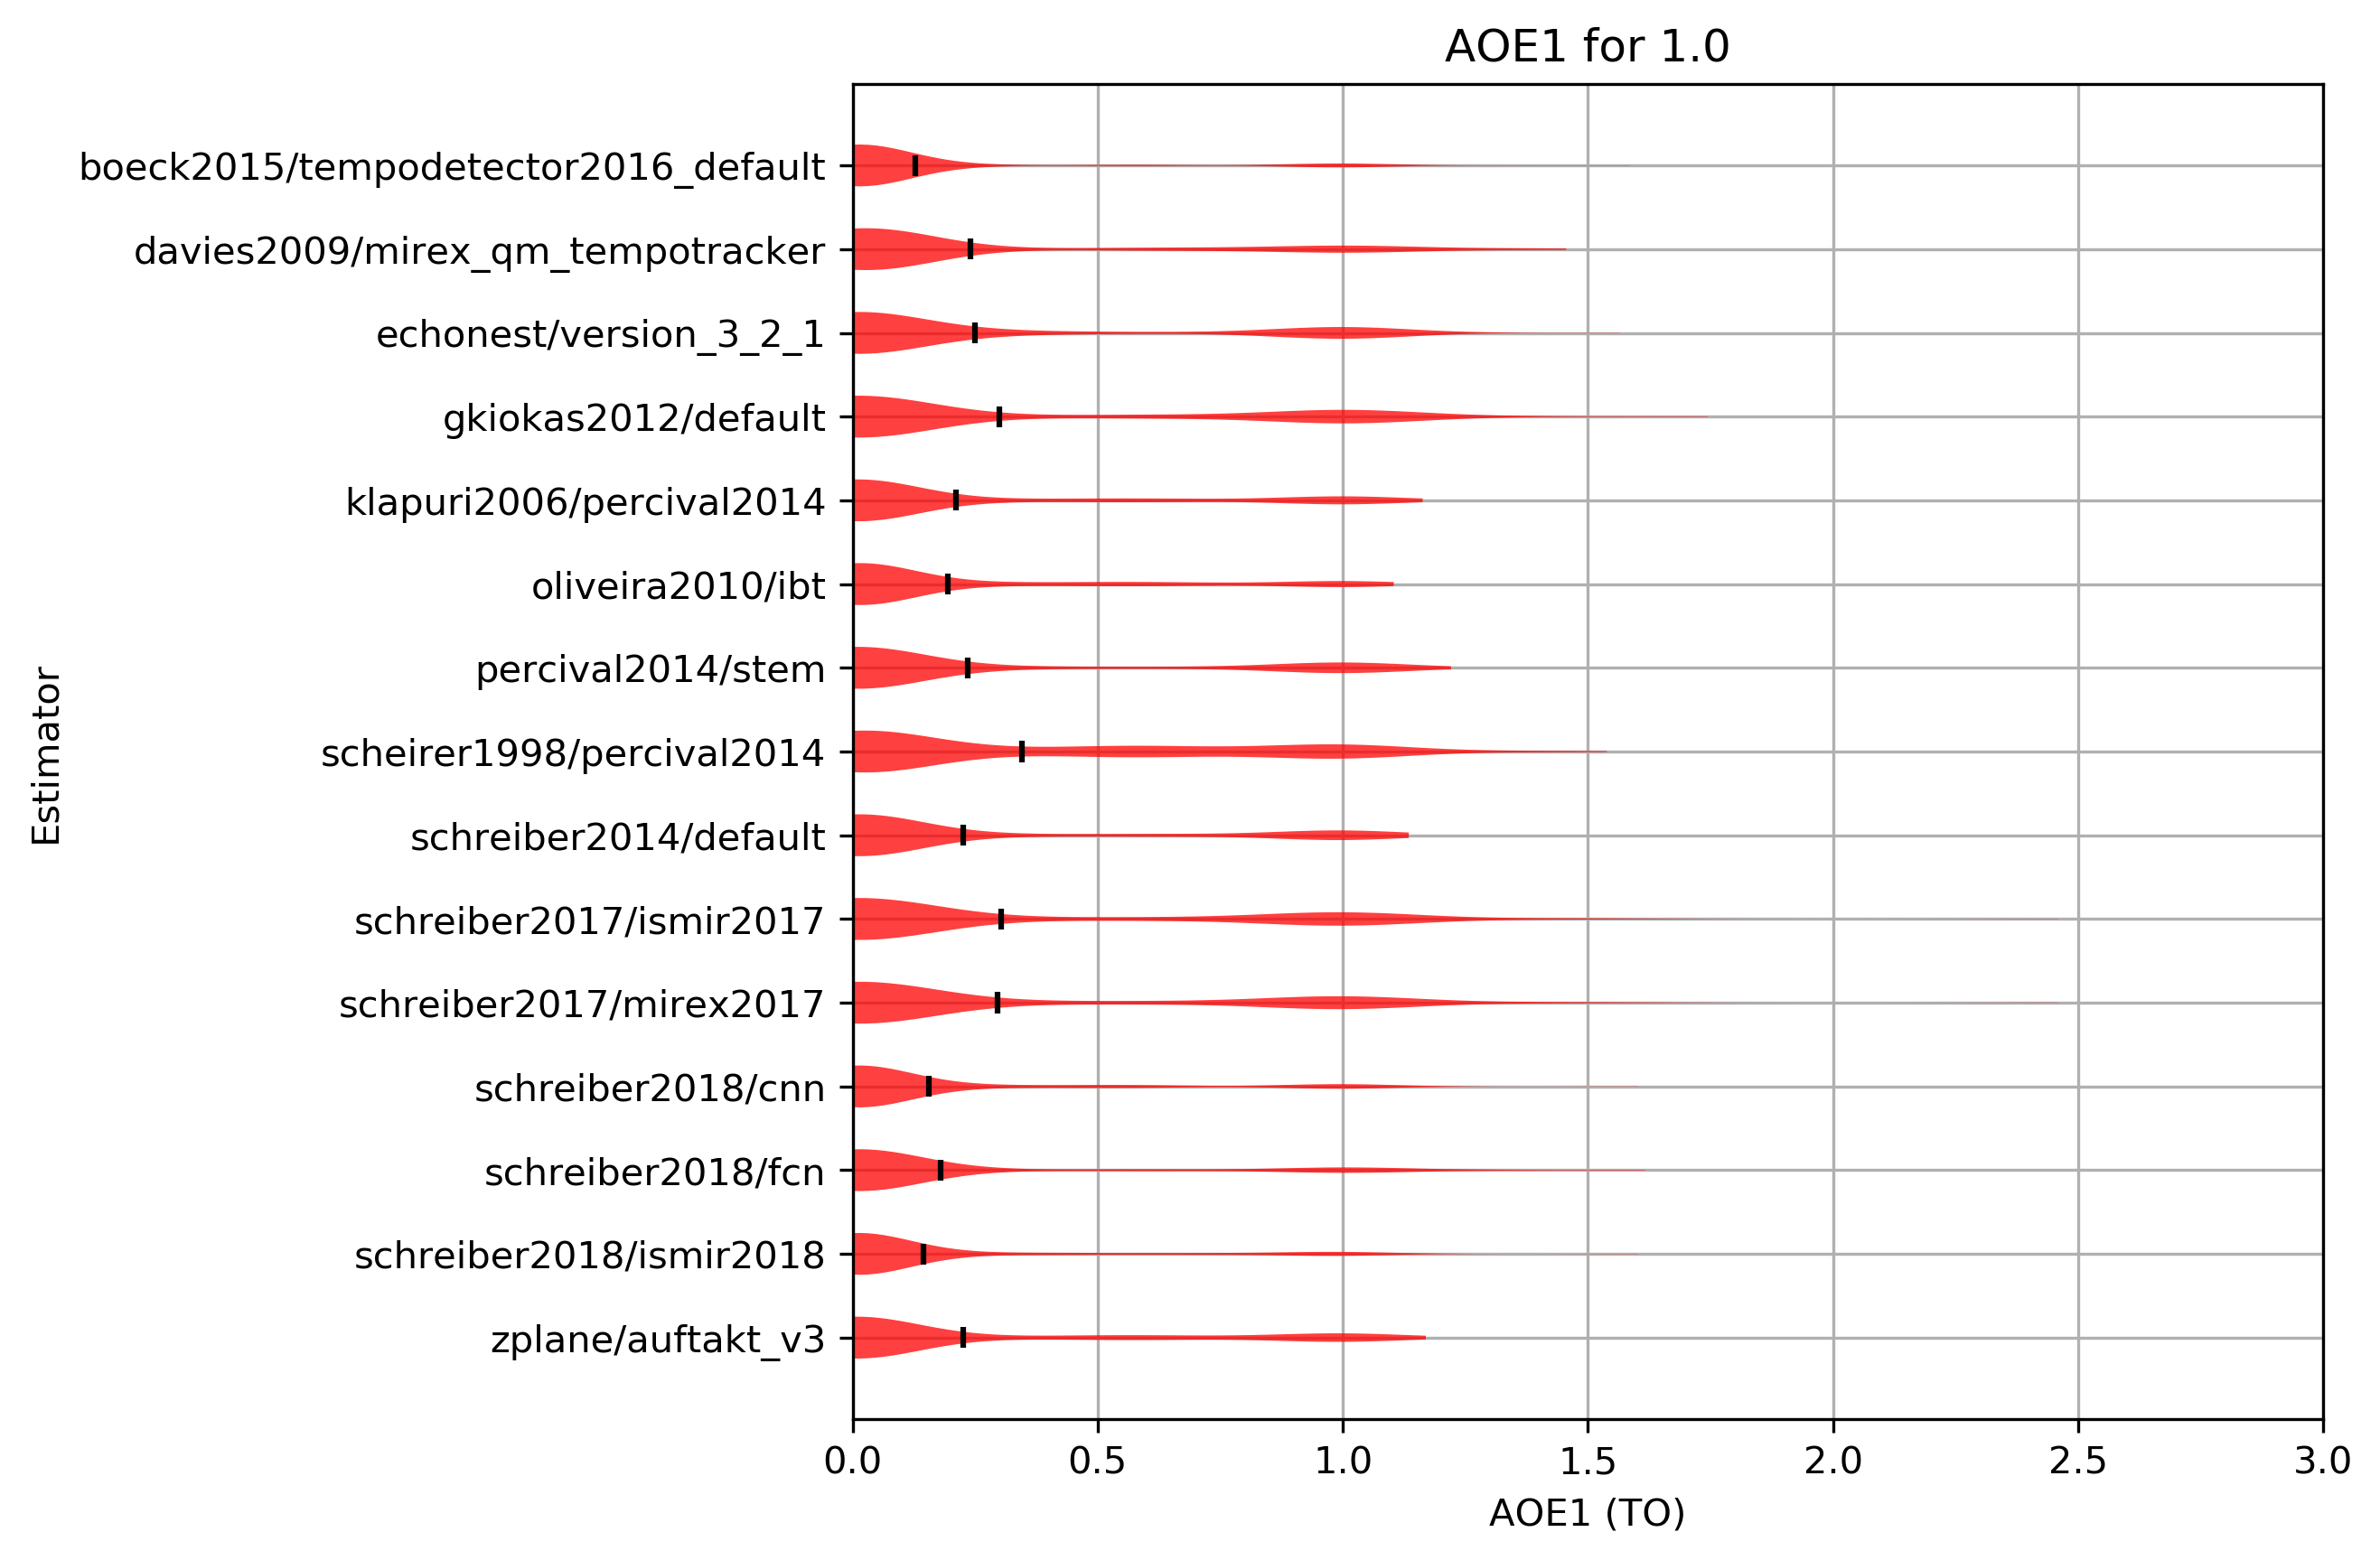 AOE1 for 1.0
boeck2015/tempodetector2016_default
davies2009/mirex_qm_tempotracker
echonest/version_3_2_1
gkiokas2012/default
klapuri2006/percival2014
oliveira2010/ibt
percival2014/stem
scheirer1998/percival2014
schreiber2014/default
schreiber2017/ismir2017
schreiber2017/mirex2017
schreiber2018/cnn
schreiber2018/fcn
schreiber2018/ismir2018
zplane/auftakt_v3
Estimator
0.0 0.5 1.0 1.5 2.0 2.5 3.0
AOE1 (TO)